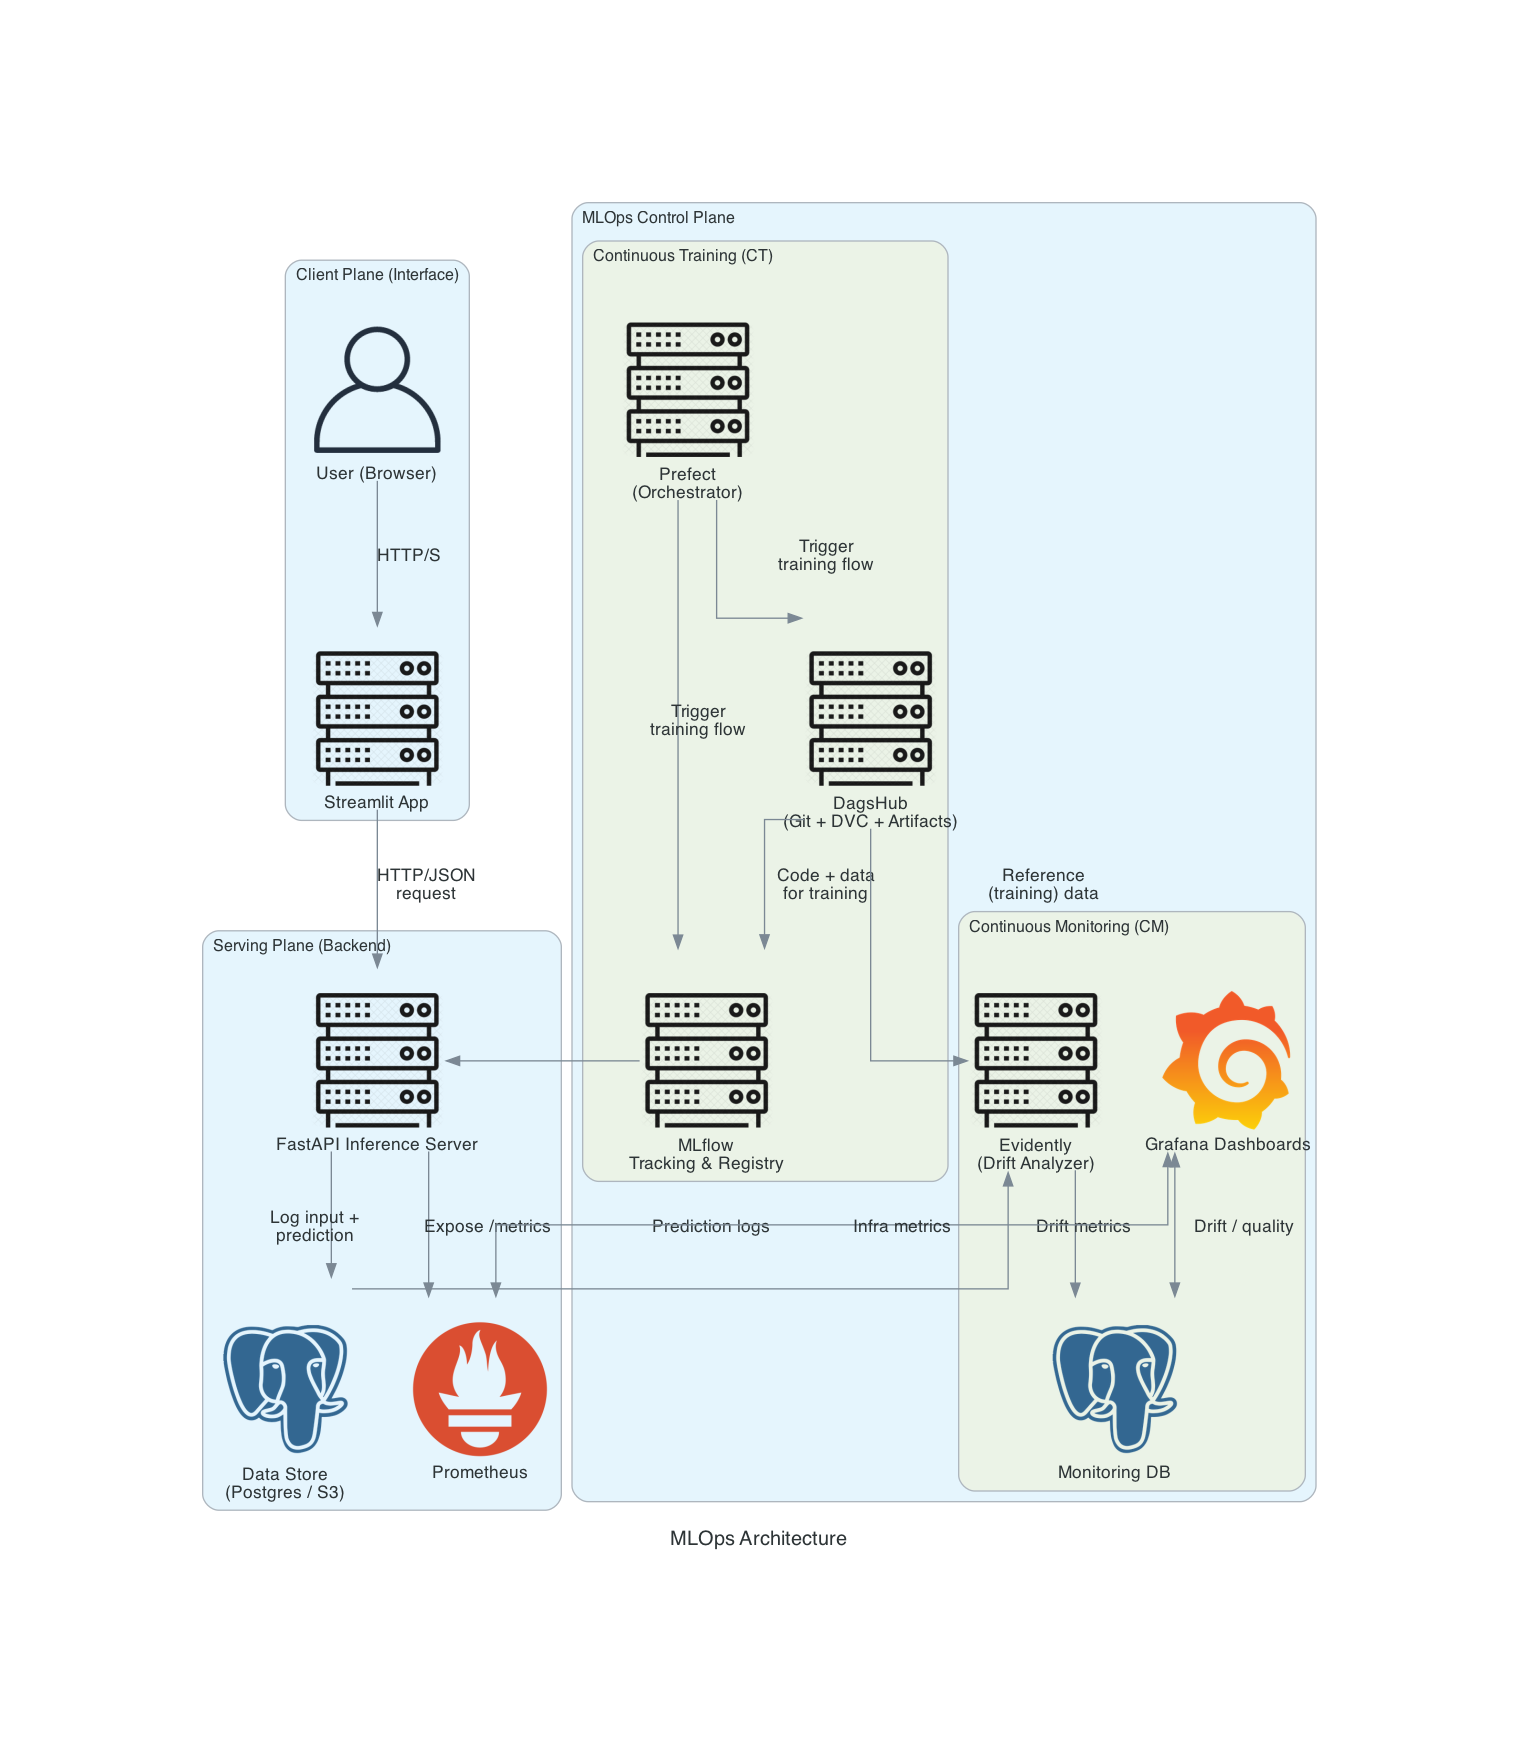 MLOps Control Plane
Continuous Training (CT)
Client Plane (Interface)
User (Browser)
Prefect
(Orchestrator)
HTTP/S
Trigger
training flow
Trigger
training flow
Streamlit App
DagsHub
(Git + DVC + Artifacts)
HTTP/JSON
request
Code + data
for training
Reference
(training) data
Serving Plane (Backend)
Continuous Monitoring (CM)
FastAPI Inference Server
MLflow
Tracking & Registry
Evidently
(Drift Analyzer)
Grafana Dashboards
Log input +
prediction
Expose /metrics
Prediction logs
Infra metrics
Drift metrics
Drift / quality
Data Store
(Postgres / S3)
Prometheus
Monitoring DB
MLOps Architecture